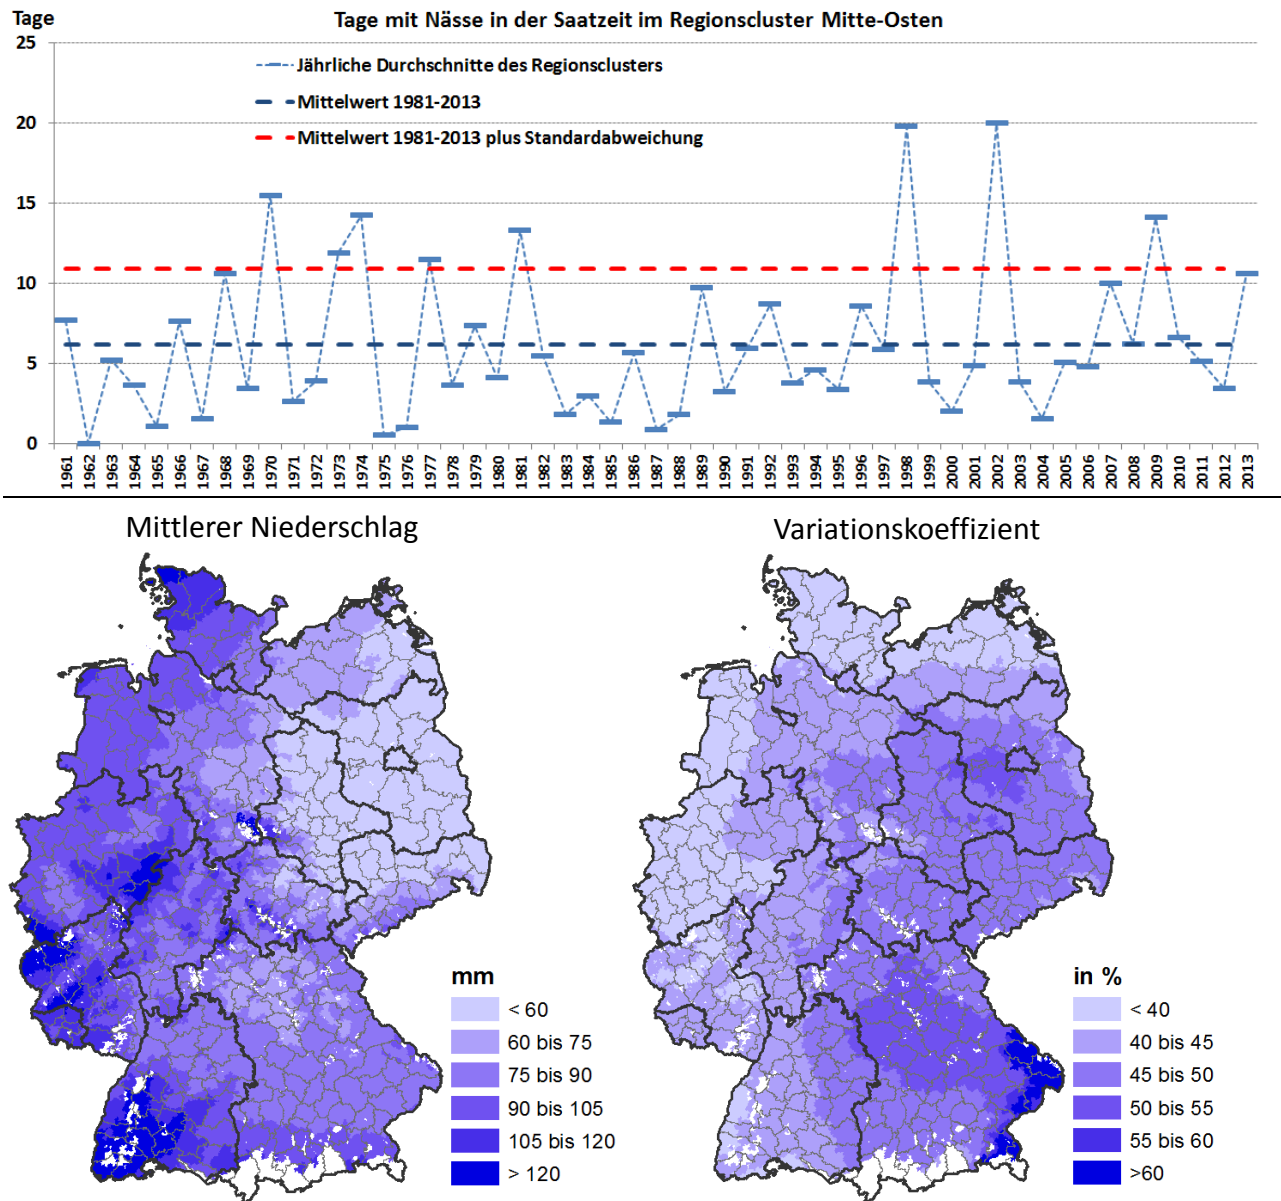 Tage
Tage mit Nässe in der Saatzeit im Regionscluster Mitte-Osten
25
20
15
10
5
0
Jährliche Durchschnitte des Regionsclusters
Mittelwert 1981-2013
Mittelwert 1981-2013 plus Standardabweichung
1961 1962 1963 1964 1965 1966 1967 1968 1969 1970 1971 1972 1973 1974 1975 1976 1977 1978 1979 1980 1981 1982 1983 1984 1985 1986 1987 1988 1989 1990 1991 1992 1993 1994 1995 1996 1997 1998 1999 2000 2001 2002 2003 2004 2005 2006 2007 2008 2009 2010 2011 2012 2013
Mittlerer Niederschlag
mm
< 60
60 bis 75
75 bis 90
90 bis 105
105 bis 120
> 120
Variationskoeffizient
in %
< 40
40 bis 45
45 bis 50
50 bis 55
55 bis 60
>60